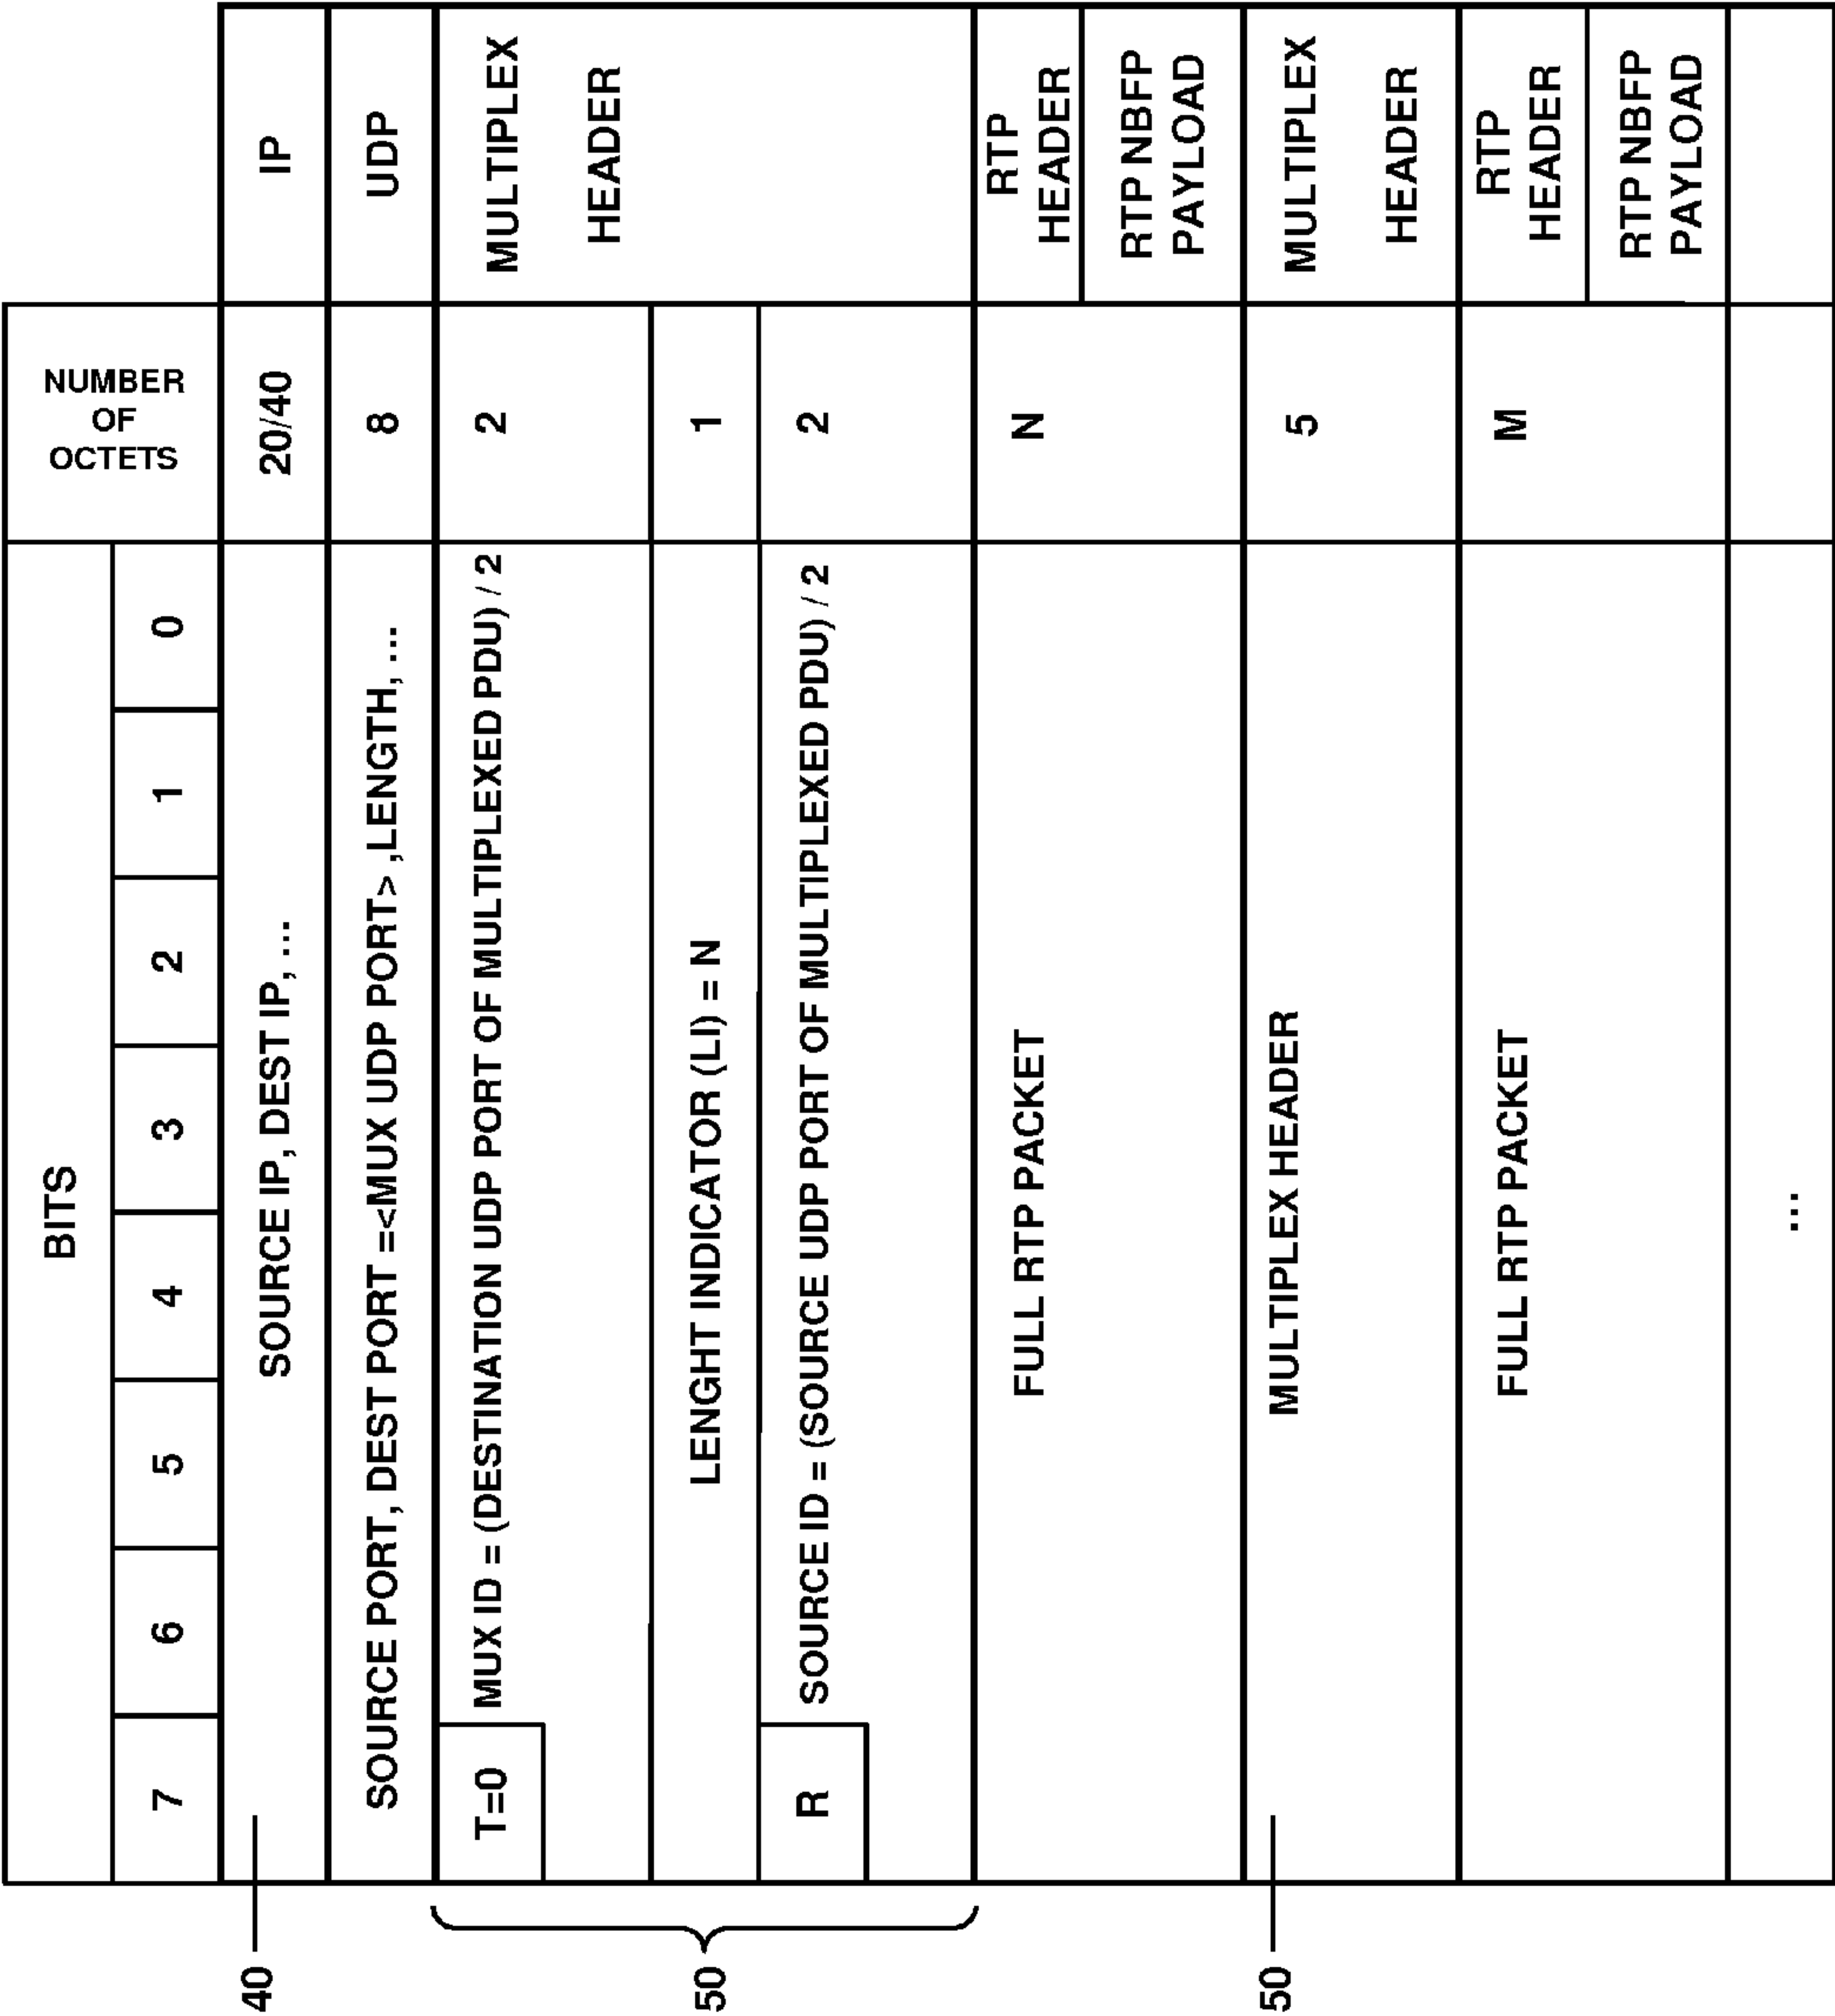 BITS
NUMBER
OF
OCTETS
7 6 5 4 3 2 1 0
40
SOURCE IP, DEST IP, ...
20/40
IP
SOURCE PORT, DEST PORT =<MUX UDP PORT> ,LENGTH, ...
8
UDP
50
T=0
MUX ID = (DESTINATION UDP PORT OF MULTIPLEXED PDU) / 2
2
MULTIPLEX
HEADER
LENGHT INDICATOR (LI) = N
1
R
SOURCE ID = (SOURCE UDP PORT OF MULTIPLEXED PDU) / 2
2
FULL RTP PACKET
N
RTP
HEADER
RTP NBFP
PAYLOAD
50
MULTIPLEX HEADER
5
MULTIPLEX
HEADER
FULL RTP PACKET
M
RTP
HEADER
RTP NBFP
PAYLOAD
...